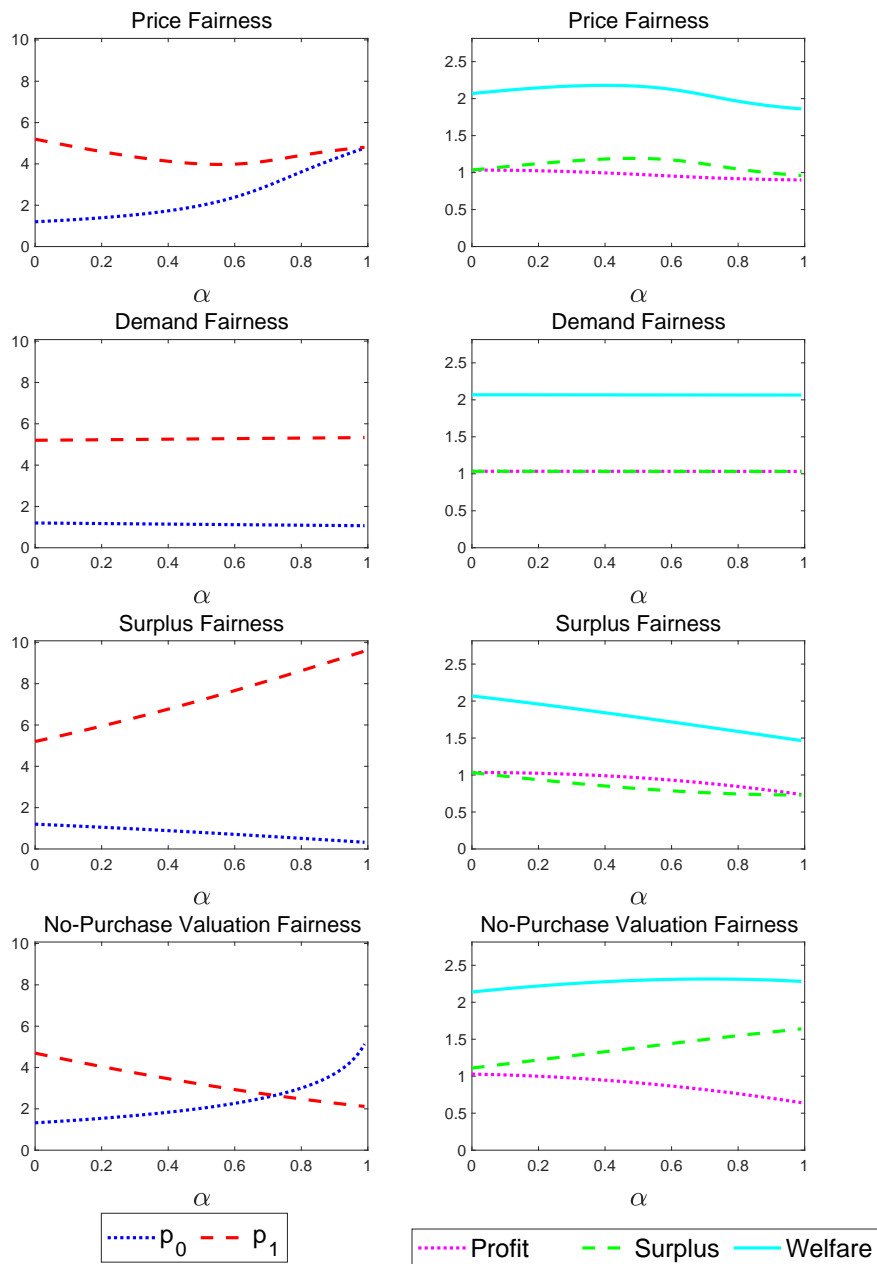 Price Fairness
10
8
6
4
2
0
0 0.2 0.4 0.6 0.8 1
α
Price Fairness
2.5
2
1.5
1
0.5
0
0 0.2 0.4 0.6 0.8 1
α
Demand Fairness
10
8
6
4
2
0
0 0.2 0.4 0.6 0.8 1
α
Demand Fairness
2.5
2
1.5
1
0.5
0
0 0.2 0.4 0.6 0.8 1
α
Surplus Fairness
10
8
6
4
2
0
0 0.2 0.4 0.6 0.8 1
α
Surplus Fairness
2.5
2
1.5
1
0.5
0
0 0.2 0.4 0.6 0.8 1
α
No-Purchase Valuation Fairness
10
8
6
4
2
0
0 0.2 0.4 0.6 0.8 1
α
No-Purchase Valuation Fairness
2.5
2
1.5
1
0.5
0
0 0.2 0.4 0.6 0.8 1
α
p0 p1
Profit Surplus Welfare